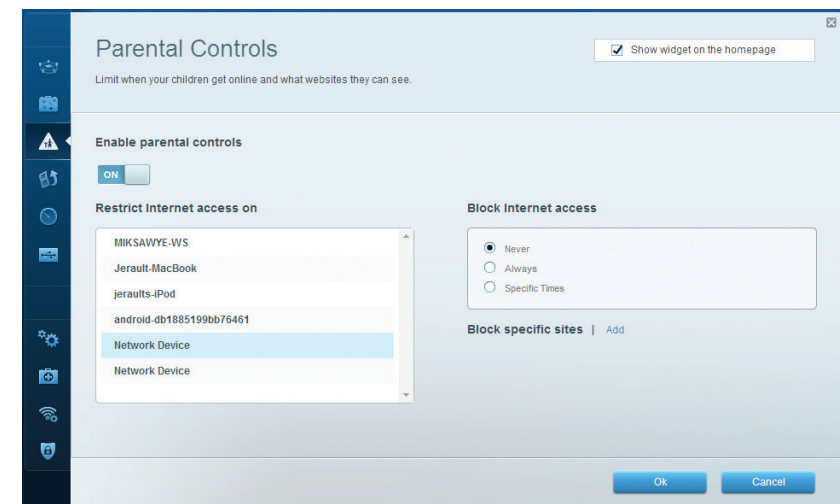 Parental Controls
Show widget on the homepage
Limit when your children get online and what websites they can see.
Enable parental controls
ON
Restrict Internet access on
MIKSAWYE-WS
Jerault-MacBook
jeraults-iPod
android-db1885199bb76461
Network Device
Network Device
Block Internet access
Never
Always
Specific Times
Block specific sites | Add
Ok
Cancel